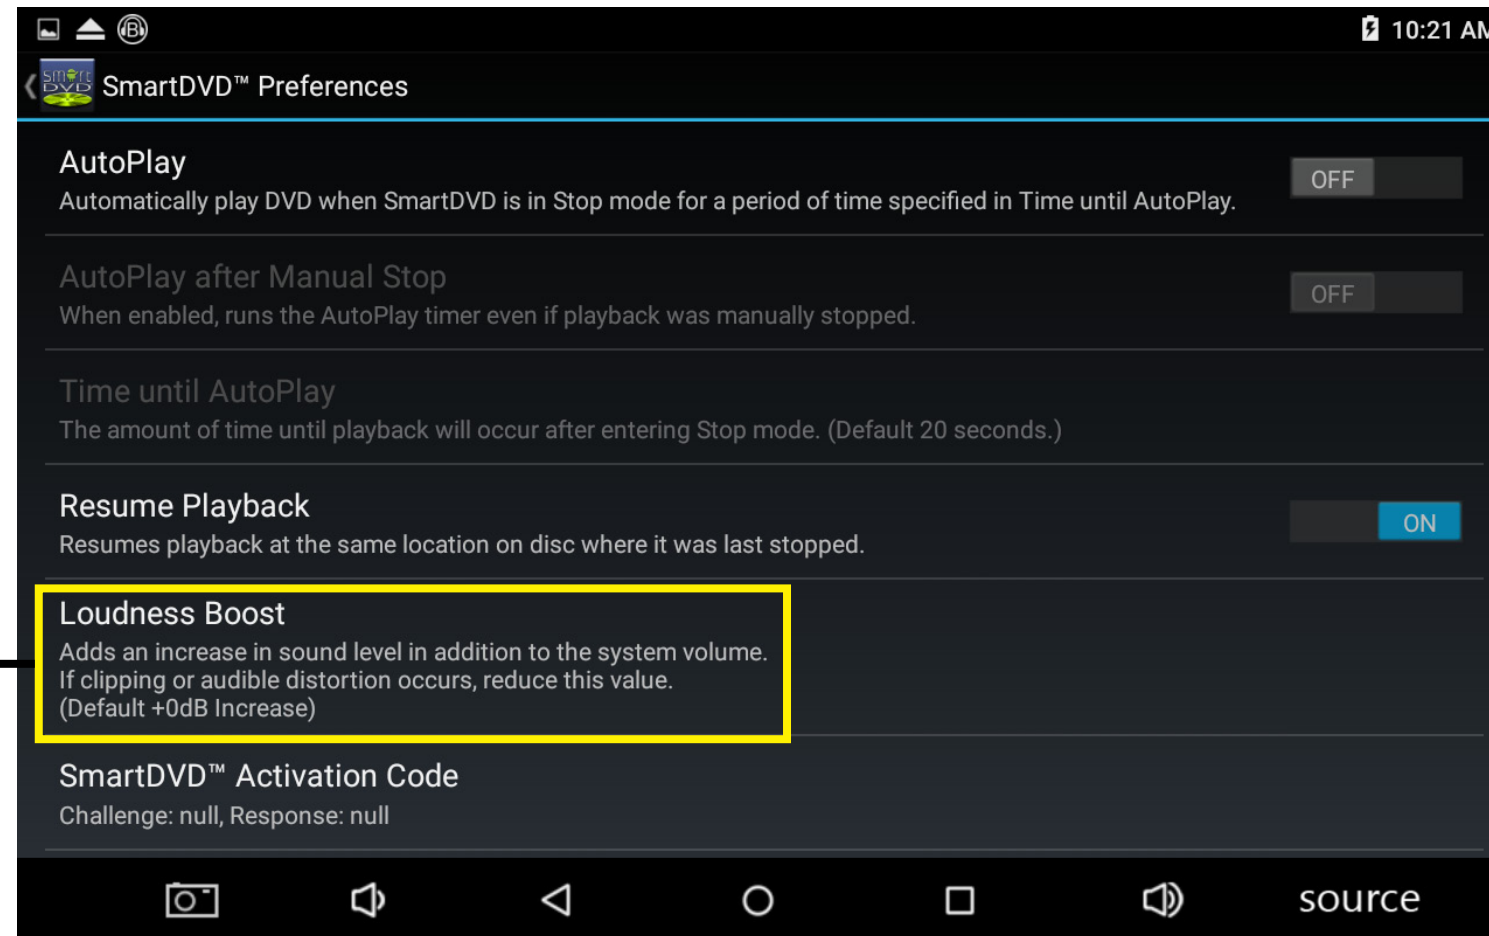 B
10:21 AM
smart
DVD
SmartDVD™ Preferences
AutoPlay
Automatically play DVD when SmartDVD is in Stop mode for a period of time specified in Time until AutoPlay.
OFF
AutoPlay after Manual Stop
When enabled, runs the AutoPlay timer even if playback was manually stopped.
OFF
Time until AutoPlay
The amount of time until playback will occur after entering Stop mode. (Default 20 seconds.)
Resume Playback
Resumes playback at the same location on disc where it was last stopped.
ON
Loudness Boost
Adds an increase in sound level in addition to the system volume.
If clipping or audible distortion occurs, reduce this value.
(Default +0dB Increase)
SmartDVD™ Activation Code
Challenge: null, Response: null
source